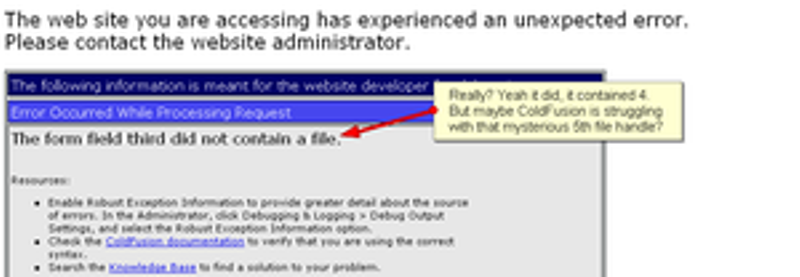 The web site you are accessing has experienced an unexpected error.
Please contact the website administrator.
The following information is meant for the website developer
Really? Yeah it did, it contained 4.
But maybe ColdFusion is struggling
with that mysterious 5th file handle?
Error Occurred While Processing Request
The form field third did not contain a file.
Resources:
Enable Robust Exception Information to provide greater detail about the source
of errors. In the Administrator, click Debugging & Logging > Debug Output
Settings, and select the Robust Exception Information option.
Check the ColdFusion documentation to verify that you are using the correct
syntax.
Search the Knowledge Base to find a solution to your problem.